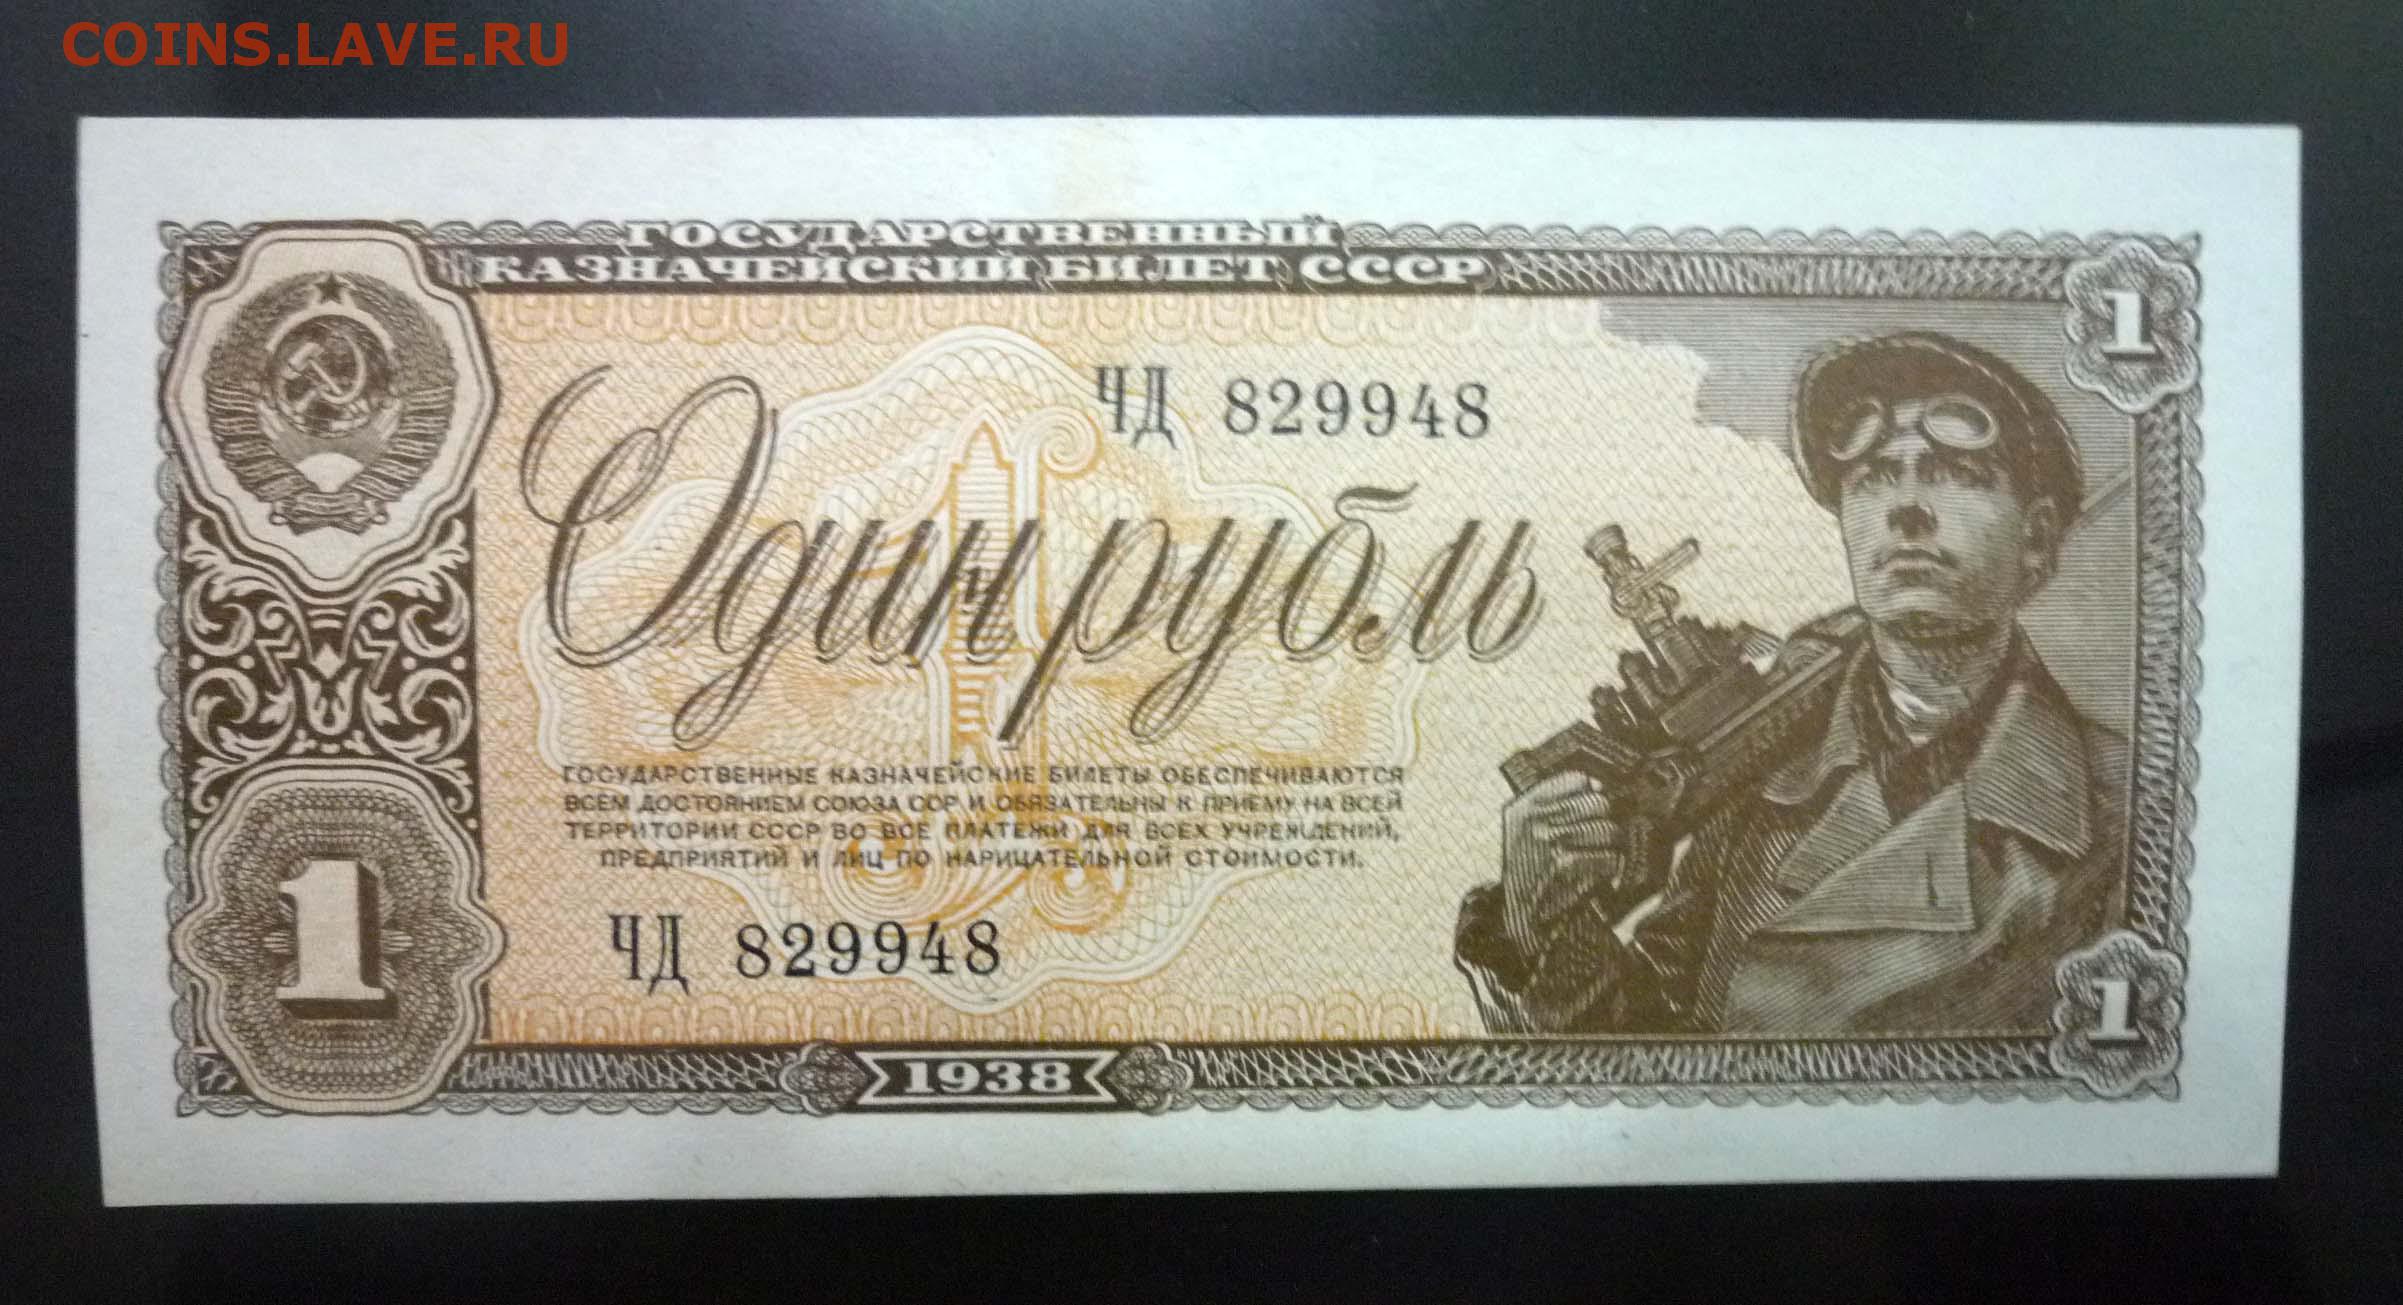 COINS.LAVE.RU
ГОСУДАРСТВЕННЫЙ
КАЗНАЧЕЙСКИЙ БИЛЕТ СССР
1
ЧД 829948
Один рубль
ГОСУДАРСТВЕННЫЕ КАЗНАЧЕЙСКИЕ БИЛЕТЫ ОБЕСПЕЧИВАЮТСЯ
ВСЕМ ДОСТОЯНИЕМ СОЮЗА ССР И ОБЯЗАТЕЛЬНЫ К ПРИЕМУ НА ВСЕЙ
ТЕРРИТОРИИ СССР ВО ВСЕ ПЛАТЕЖИ ДЛЯ ВСЕХ УЧРЕЖДЕНИЙ,
ПРЕДПРИЯТИЙ И ЛИЦ ПО НАРИЦАТЕЛЬНОЙ СТОИМОСТИ.
1
ЧД 829948
1
1938